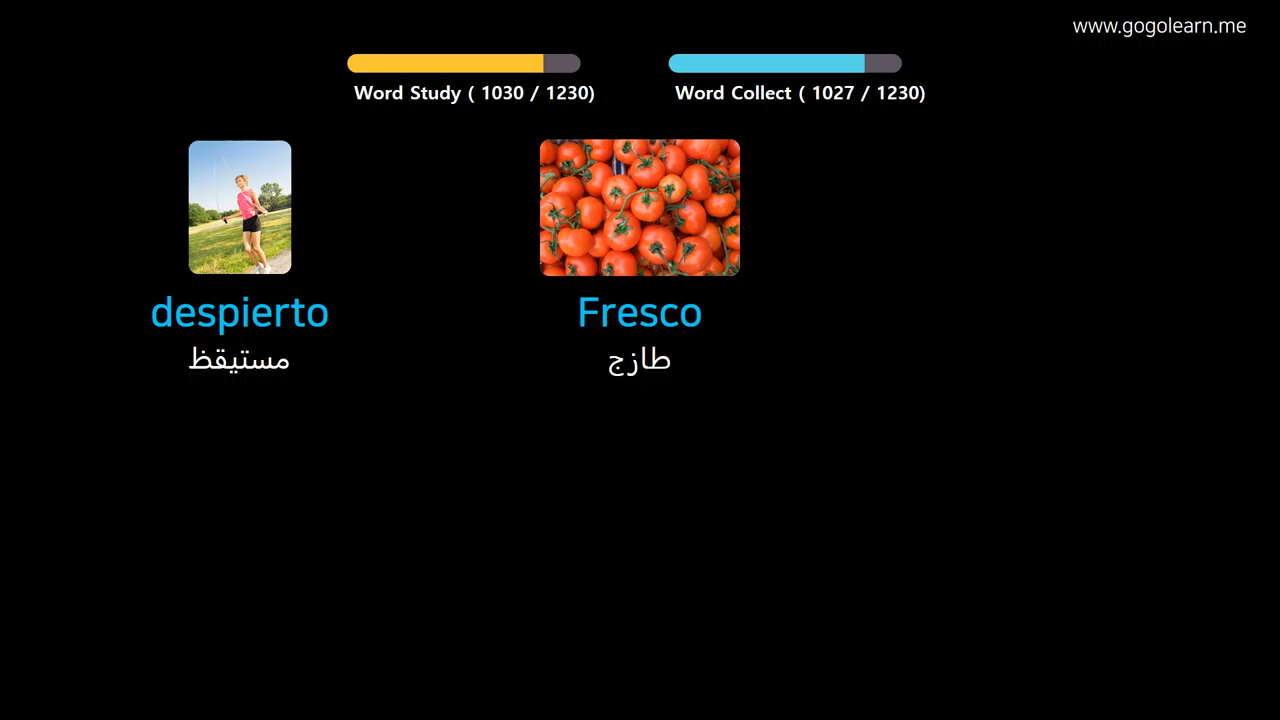 www.gogolearn.me
Word Study ( 1030 / 1230)
Word Collect ( 1027 / 1230)
despierto
مستيقظ
Fresco
طازج